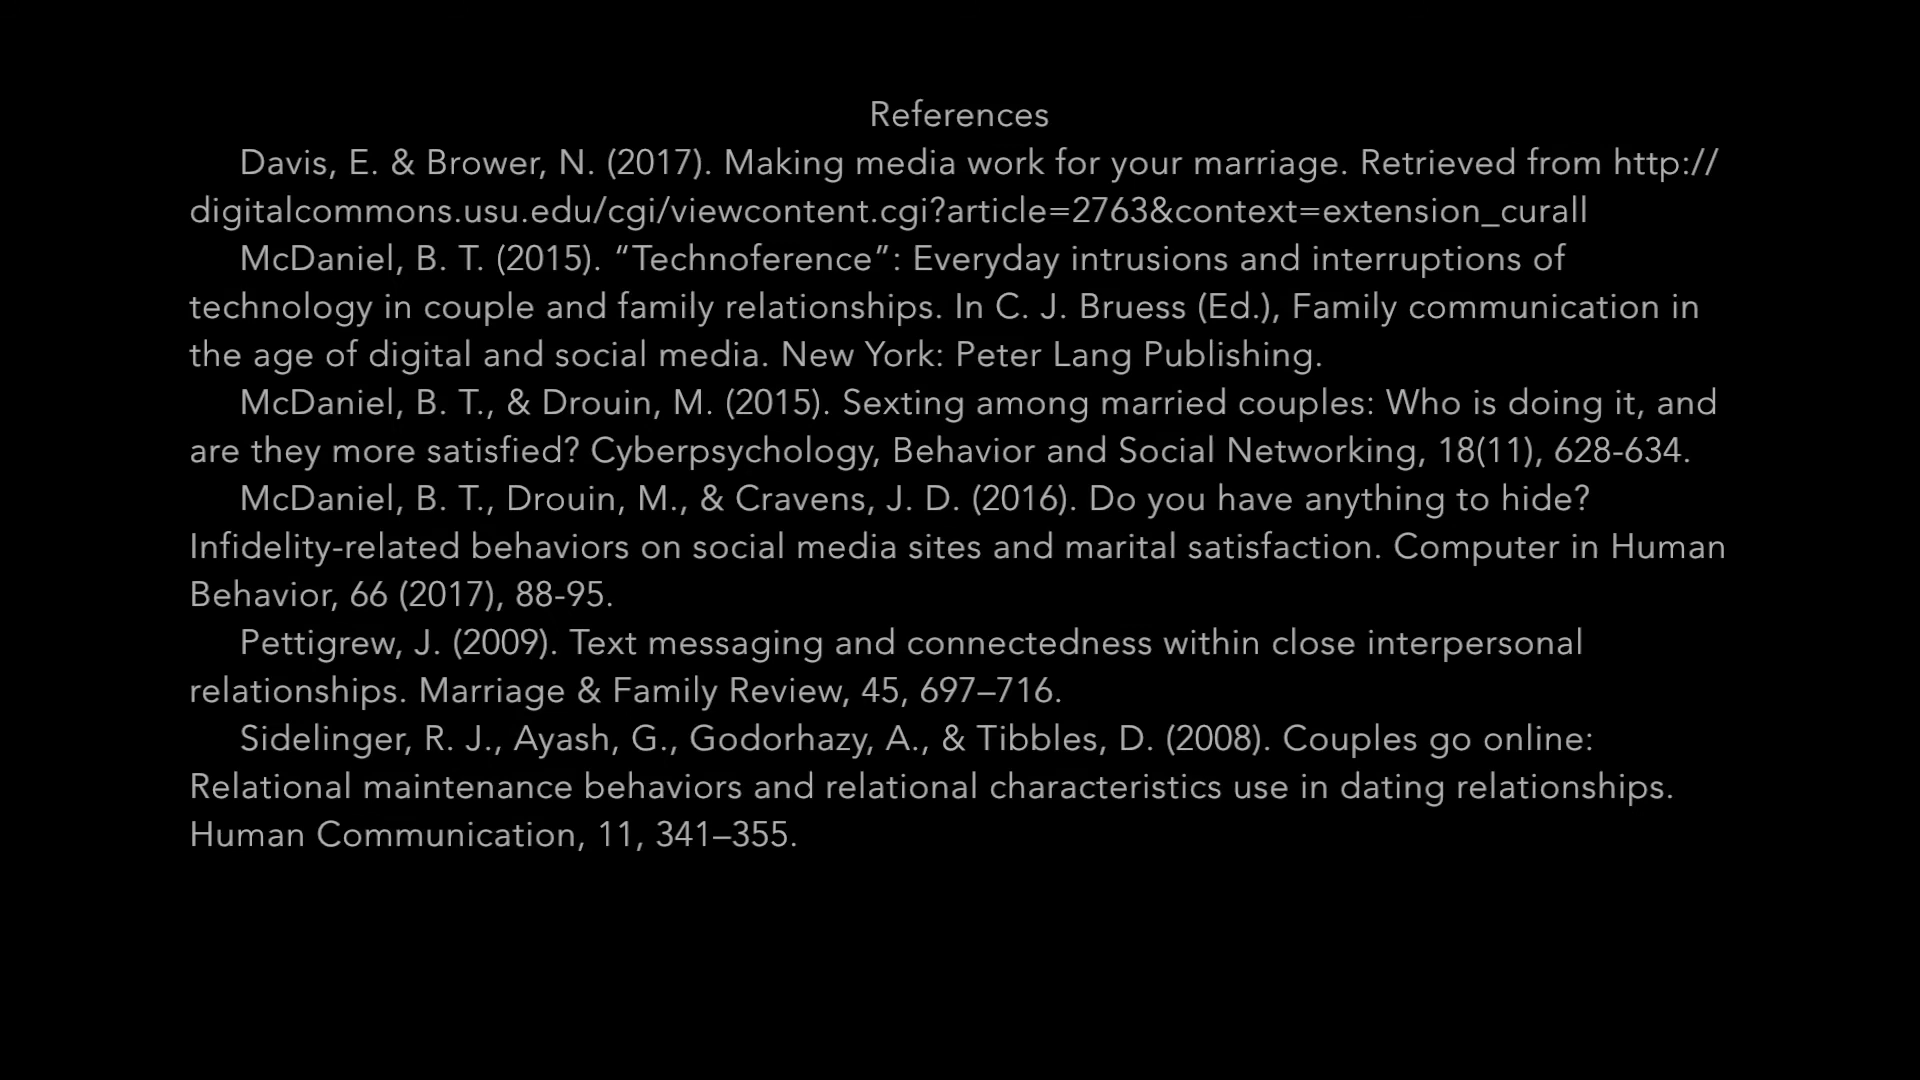 References
Davis, E. & Brower, N. (2017). Making media work for your marriage. Retrieved from http://
digitalcommons.usu.edu/cgi/viewcontent.cgi?article=2763&context=extension_curall
McDaniel, B. T. (2015). “Technoference”: Everyday intrusions and interruptions of
technology in couple and family relationships. In C. J. Bruess (Ed.), Family communication in
the age of digital and social media. New York: Peter Lang Publishing.
McDaniel, B. T., & Drouin, M. (2015). Sexting among married couples: Who is doing it, and
are they more satisfied? Cyberpsychology, Behavior and Social Networking, 18(11), 628-634.
McDaniel, B. T., Drouin, M., & Cravens, J. D. (2016). Do you have anything to hide?
Infidelity-related behaviors on social media sites and marital satisfaction. Computer in Human
Behavior, 66 (2017), 88-95.
Pettigrew, J. (2009). Text messaging and connectedness within close interpersonal
relationships. Marriage & Family Review, 45, 697–716.
Sidelinger, R. J., Ayash, G., Godorhazy, A., & Tibbles, D. (2008). Couples go online:
Relational maintenance behaviors and relational characteristics use in dating relationships.
Human Communication, 11, 341–355.